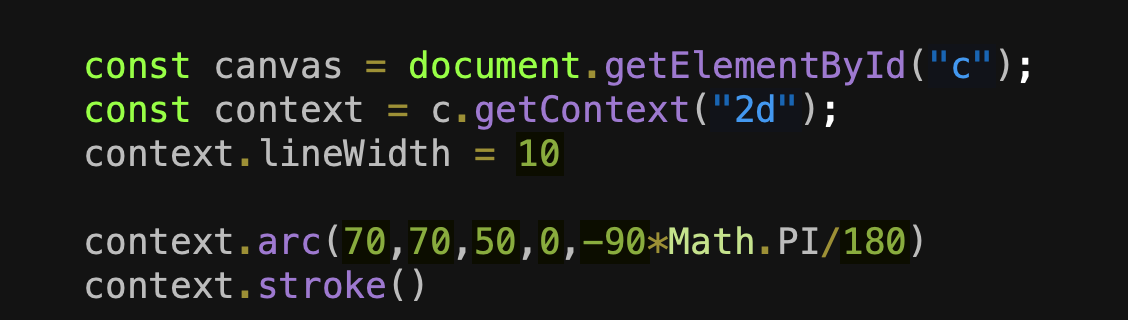 const canvas = document.getElementById("c");
const context = c.getContext("2d");
context.lineWidth = 10
context.arc(70,70,50,0,-90*Math.PI/180)
context.stroke()